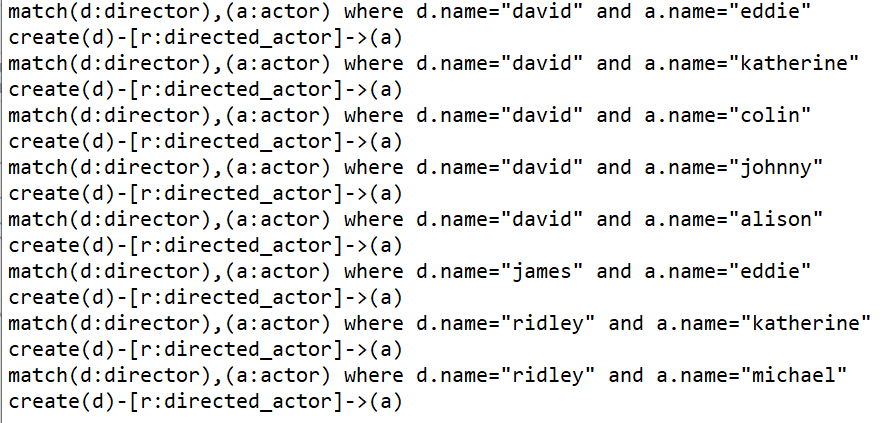 match(d:director),(a:actor) where d.name="david" and a.name="eddie"
create(d)-[r:directed_actor]->(a)
match(d:director),(a:actor) where d.name="david" and a.name="katherine"
create(d)-[r:directed_actor]->(a)
match(d:director),(a:actor) where d.name="david" and a.name="colin"
create(d)-[r:directed_actor]->(a)
match(d:director),(a:actor) where d.name="david" and a.name="johnny"
create(d)-[r:directed_actor]->(a)
match(d:director),(a:actor) where d.name="david" and a.name="alison"
create(d)-[r:directed_actor]->(a)
match(d:director),(a:actor) where d.name="james" and a.name="eddie"
create(d)-[r:directed_actor]->(a)
match(d:director),(a:actor) where d.name="ridley" and a.name="katherine"
create(d)-[r:directed_actor]->(a)
match(d:director),(a:actor) where d.name="ridley" and a.name="michael"
create(d)-[r:directed_actor]->(a)